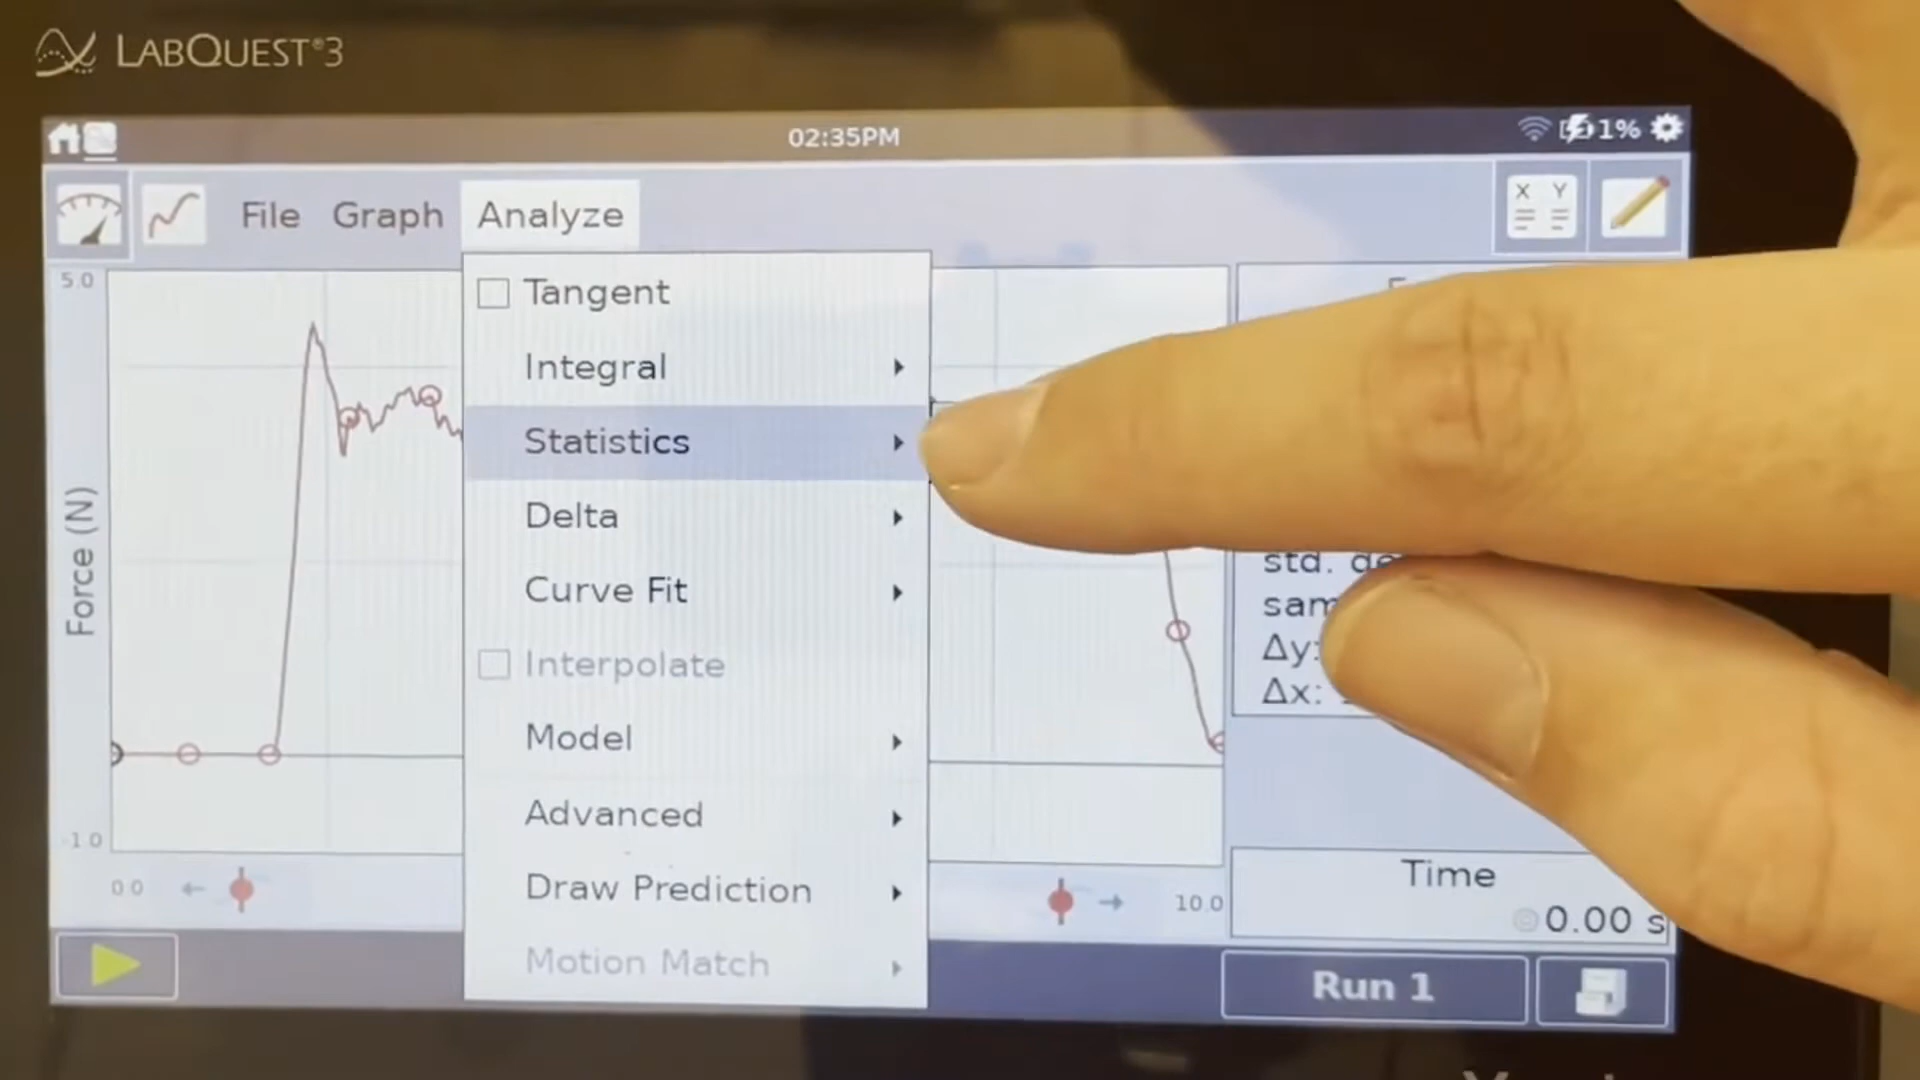 LABQUEST®3
02:35PM
1%
File Graph Analyze
X Y
5.0
Tangent
Integral
Statistics
Delta
Curve Fit
Interpolate
Model
Advanced
Draw Prediction
Motion Match
Force (N)
-1.0
0.0
10.0
std.
Δy:
Δx:
Time
0.00 s
Run 1